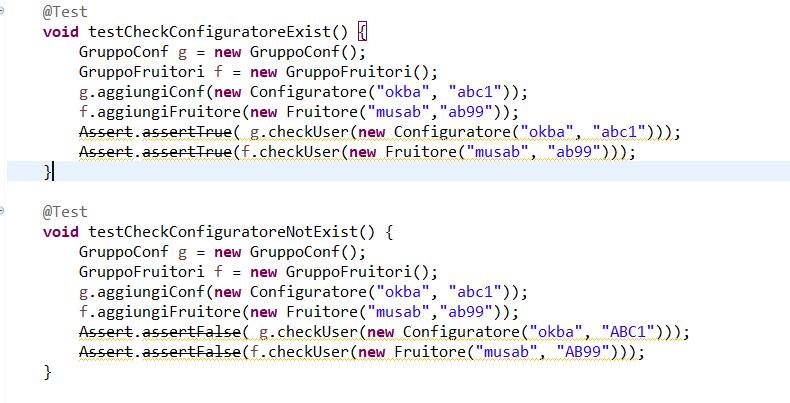 @Test
void testCheckConfiguratoreExist() {
GruppoConf g = new GruppoConf();
GruppoFruitori f = new GruppoFruitori();
g.aggiungiConf(new Configuratore("okba", "abc1"));
f.aggiungiFruitore(new Fruitore("musab","ab99"));
Assert.assertTrue( g.checkUser(new Configuratore("okba", "abc1")));
Assert.assertTrue(f.checkUser(new Fruitore("musab", "ab99")));
}
@Test
void testCheckConfiguratoreNotExist() {
GruppoConf g = new GruppoConf();
GruppoFruitori f = new GruppoFruitori();
g.aggiungiConf(new Configuratore("okba", "abc1"));
f.aggiungiFruitore(new Fruitore("musab","ab99"));
Assert.assertFalse( g.checkUser(new Configuratore("okba", "ABC1")));
Assert.assertFalse(f.checkUser(new Fruitore("musab", "AB99")));
}